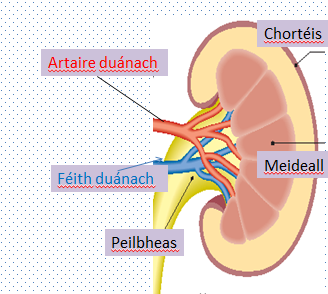 Chortéis
Artaire duánach
Meideall
Féith duánach
Peilbheas